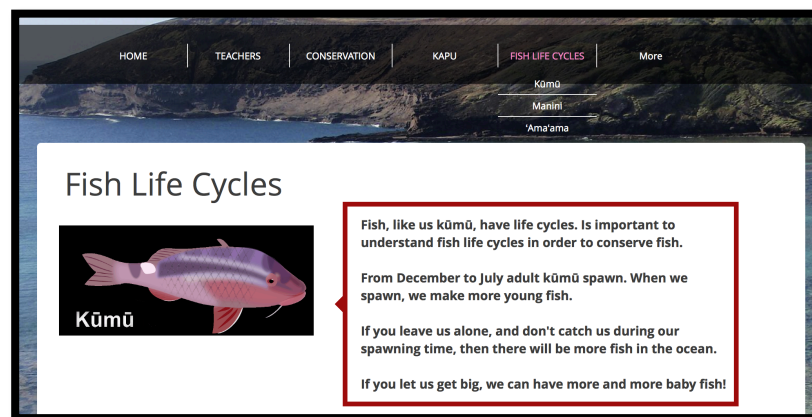 HOME TEACHERS CONSERVATION KAPU FISH LIFE CYCLES More
Kūmū
Manini
'Ama'ama
Fish Life Cycles
Kūmū
Fish, like us kūmū, have life cycles. Is important to
understand fish life cycles in order to conserve fish.
From December to July adult kūmū spawn. When we
spawn, we make more young fish.
If you leave us alone, and don't catch us during our
spawning time, then there will be more fish in the ocean.
If you let us get big, we can have more and more baby fish!